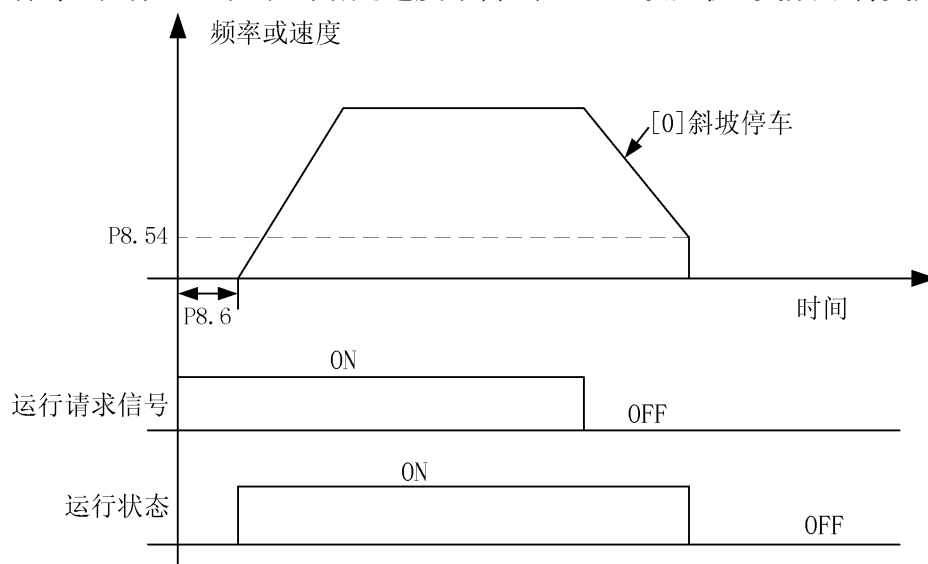 频率或速度
[0]斜坡停车
P8.54
P8.6
时间
ON
运行请求信号
OFF
ON
运行状态
OFF